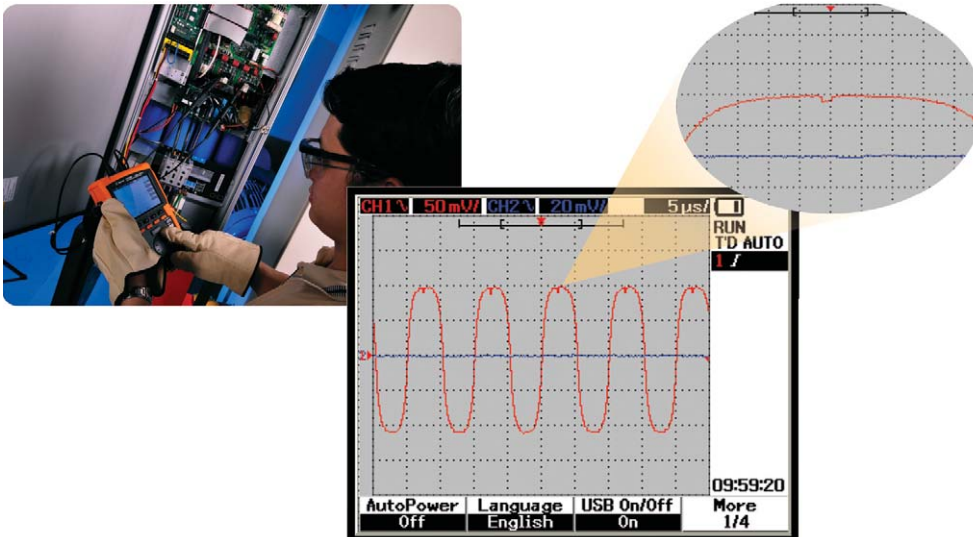 CH1 50mV/ CH2 20mV/ 5µs/
RUN
T'D AUTO
1
2
09:59:20
AutoPower Language USB On/Off More
Off English On 1/4